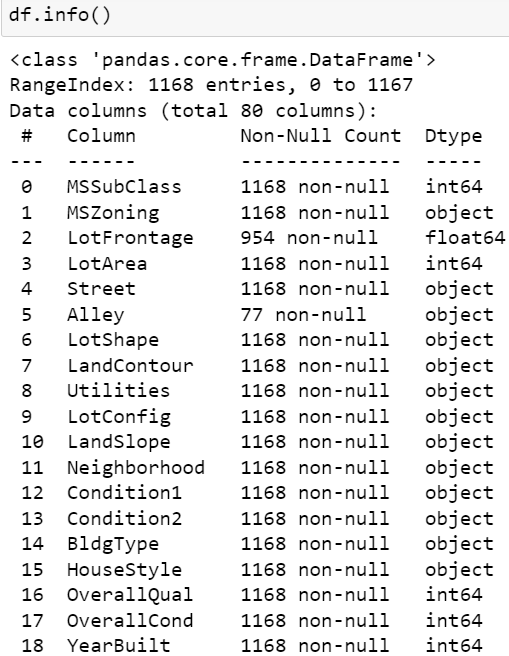 df.info()
<class 'pandas.core.frame.DataFrame'>
RangeIndex: 1168 entries, 0 to 1167
Data columns (total 80 columns):
 #   Column         Non-Null Count  Dtype
---  ------         --------------  -----
 0   MSSubClass     1168 non-null   int64
 1   MSZoning       1168 non-null   object
 2   LotFrontage    954 non-null    float64
 3   LotArea        1168 non-null   int64
 4   Street         1168 non-null   object
 5   Alley          77 non-null     object
 6   LotShape       1168 non-null   object
 7   LandContour    1168 non-null   object
 8   Utilities      1168 non-null   object
 9   LotConfig      1168 non-null   object
 10  LandSlope      1168 non-null   object
 11  Neighborhood   1168 non-null   object
 12  Condition1     1168 non-null   object
 13  Condition2     1168 non-null   object
 14  BldgType       1168 non-null   object
 15  HouseStyle     1168 non-null   object
 16  OverallQual    1168 non-null   int64
 17  OverallCond    1168 non-null   int64
 18  YearBuilt      1168 non-null   int64